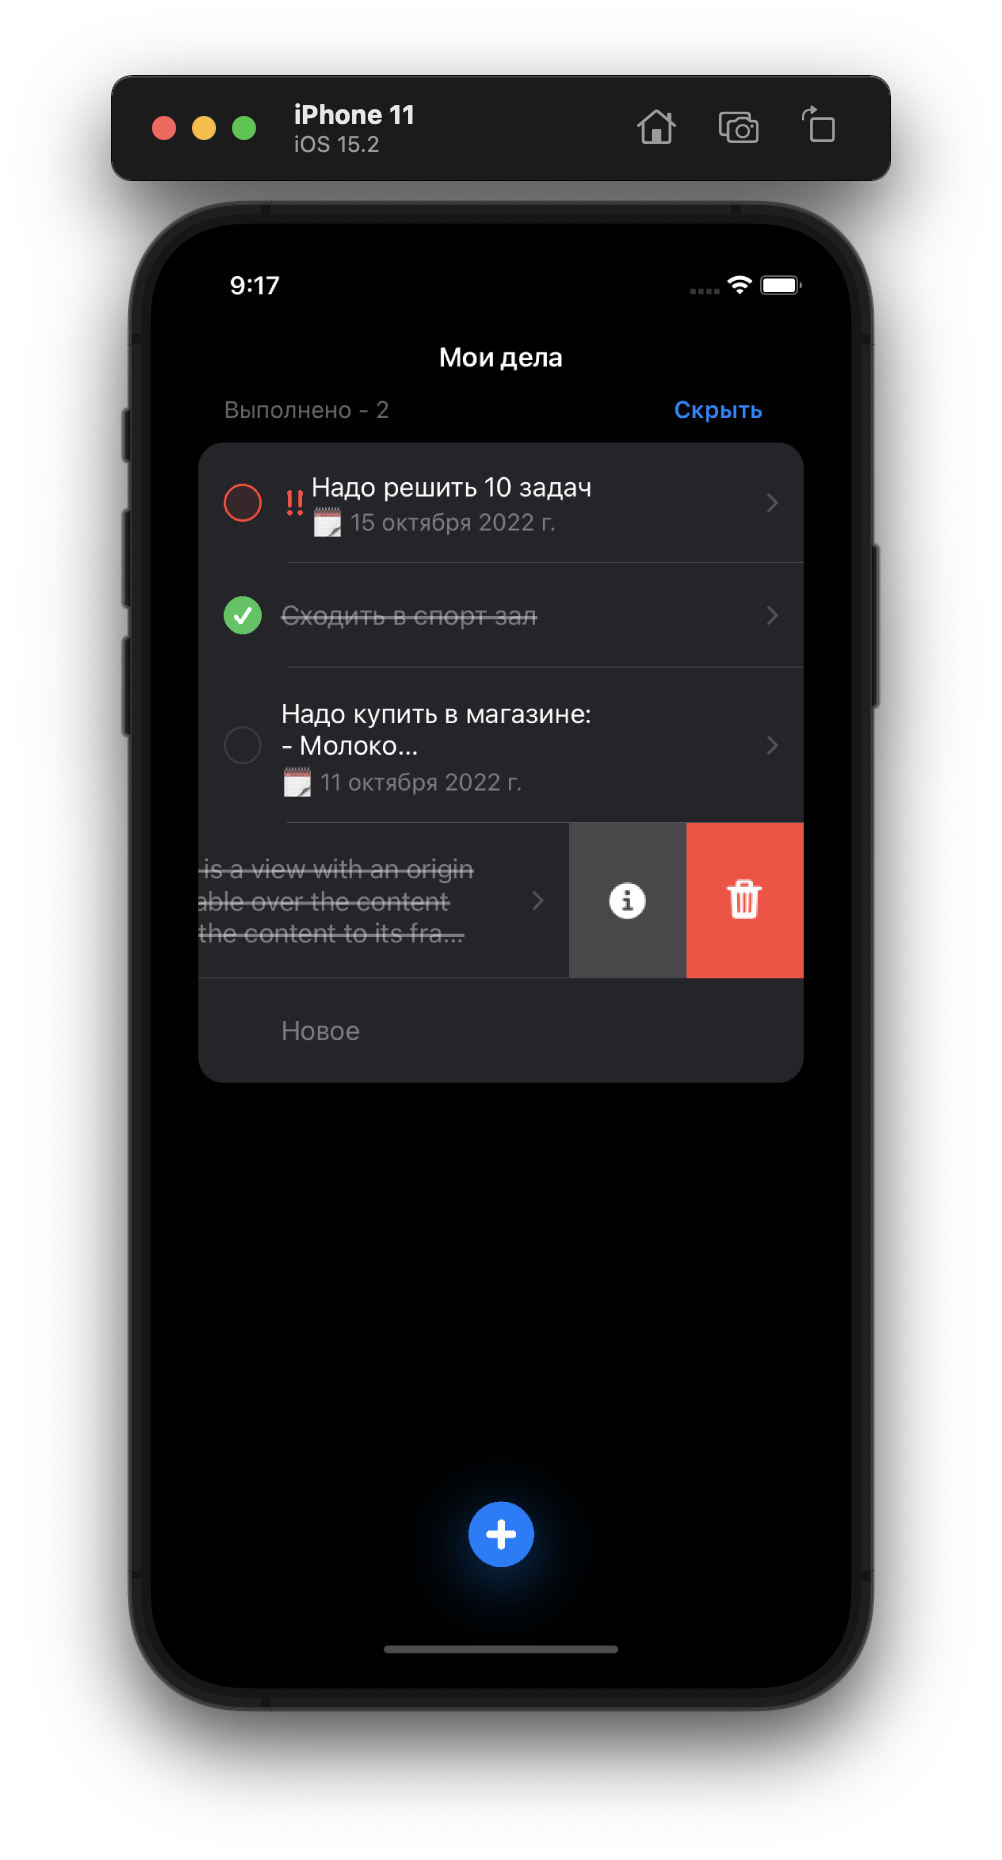 iPhone 11
iOS 15.2
9:17
Мои дела
Выполнено - 2
Скрыть
‼ Надо решить 10 задач
15 октября 2022 г.
Сходить в спорт зал
Надо купить в магазине:
- Молоко...
11 октября 2022 г.
is a view with an origin
able over the content
the content to its fra...
Новое